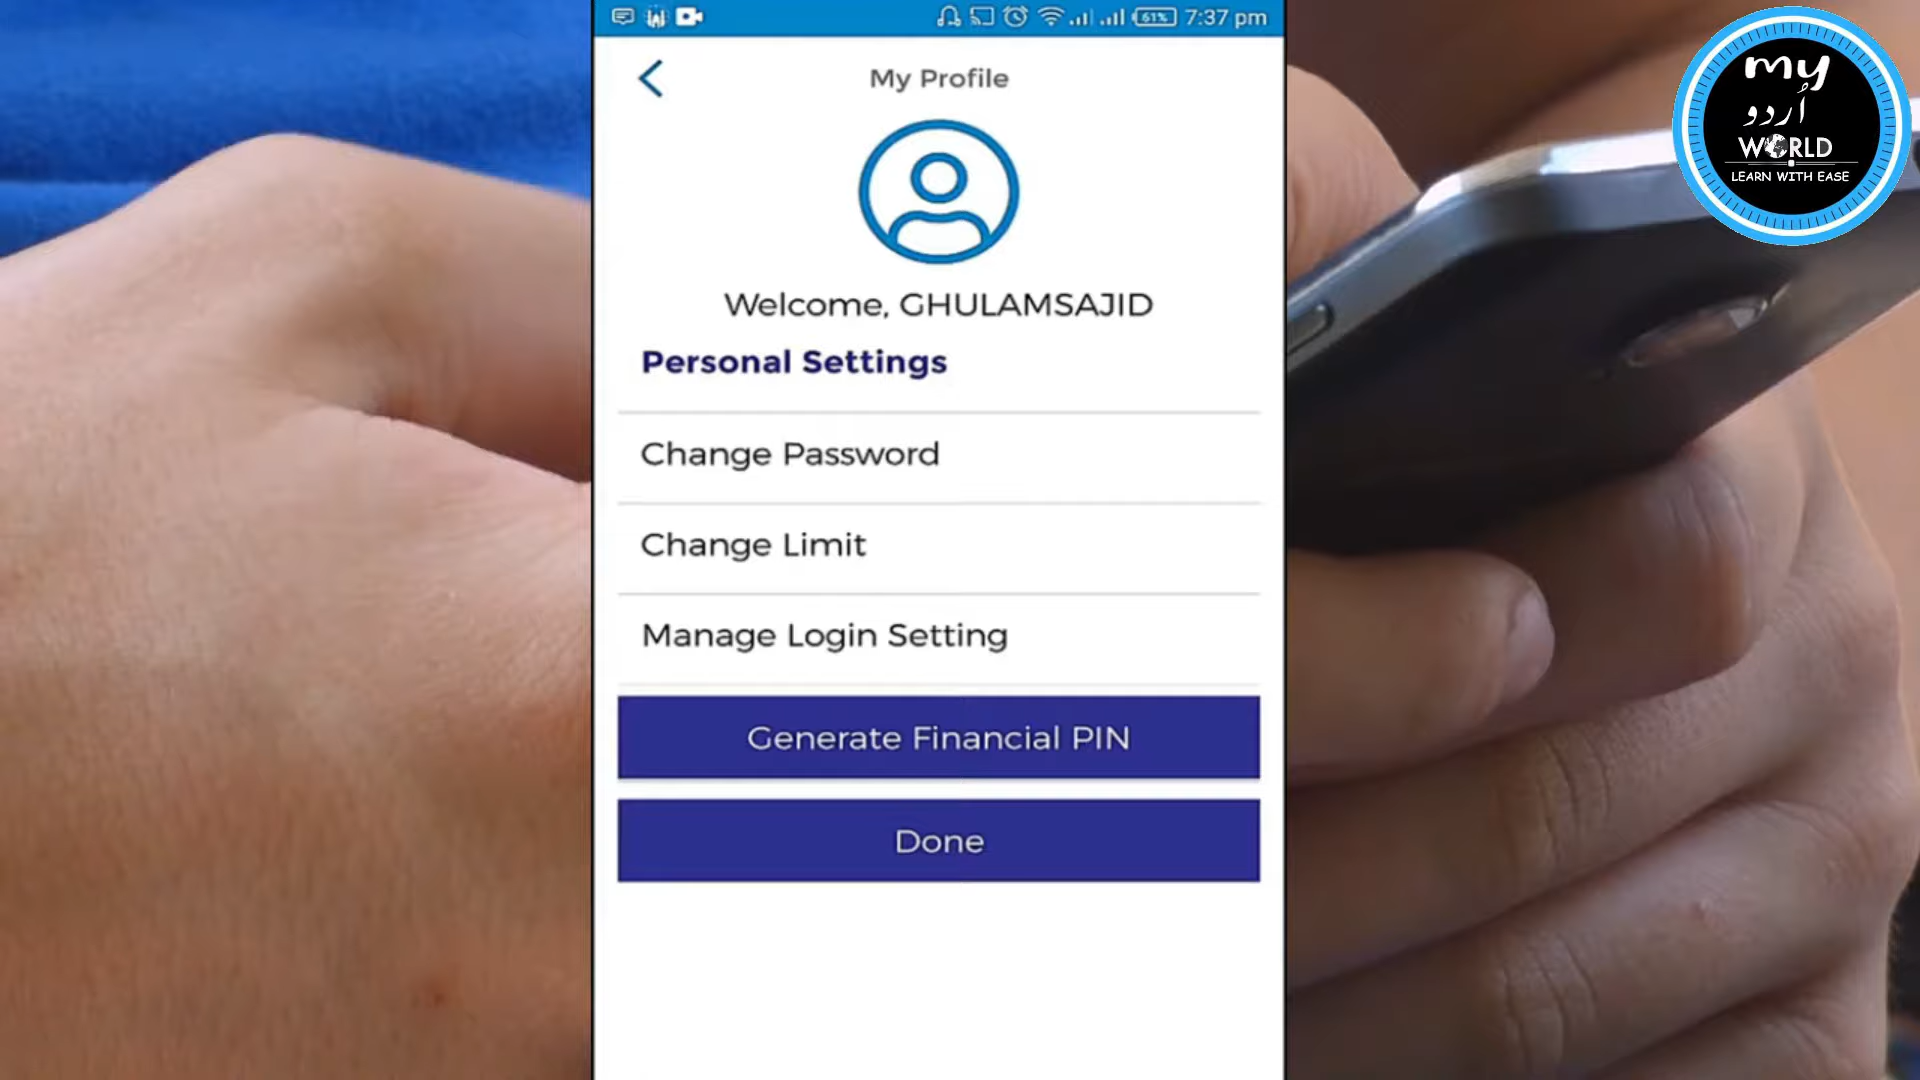 61% 7:37 pm
My Profile
my
اُردو
WORLD
LEARN WITH EASE
Welcome, GHULAMSAJID
Personal Settings
Change Password
Change Limit
Manage Login Setting
Generate Financial PIN
Done